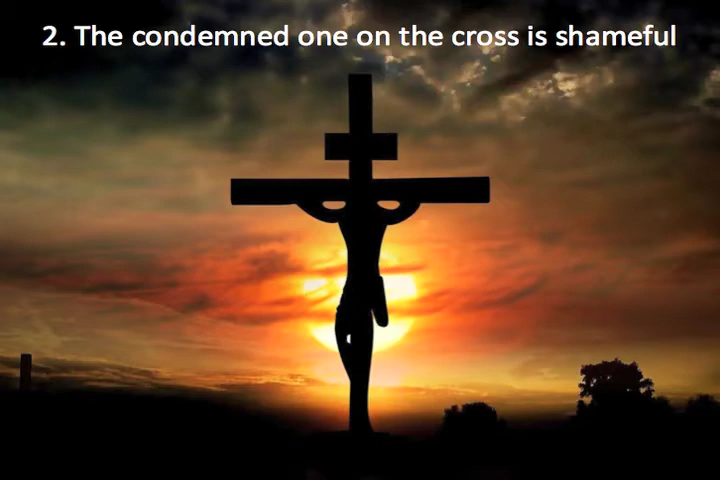 2. The condemned one on the cross is shameful